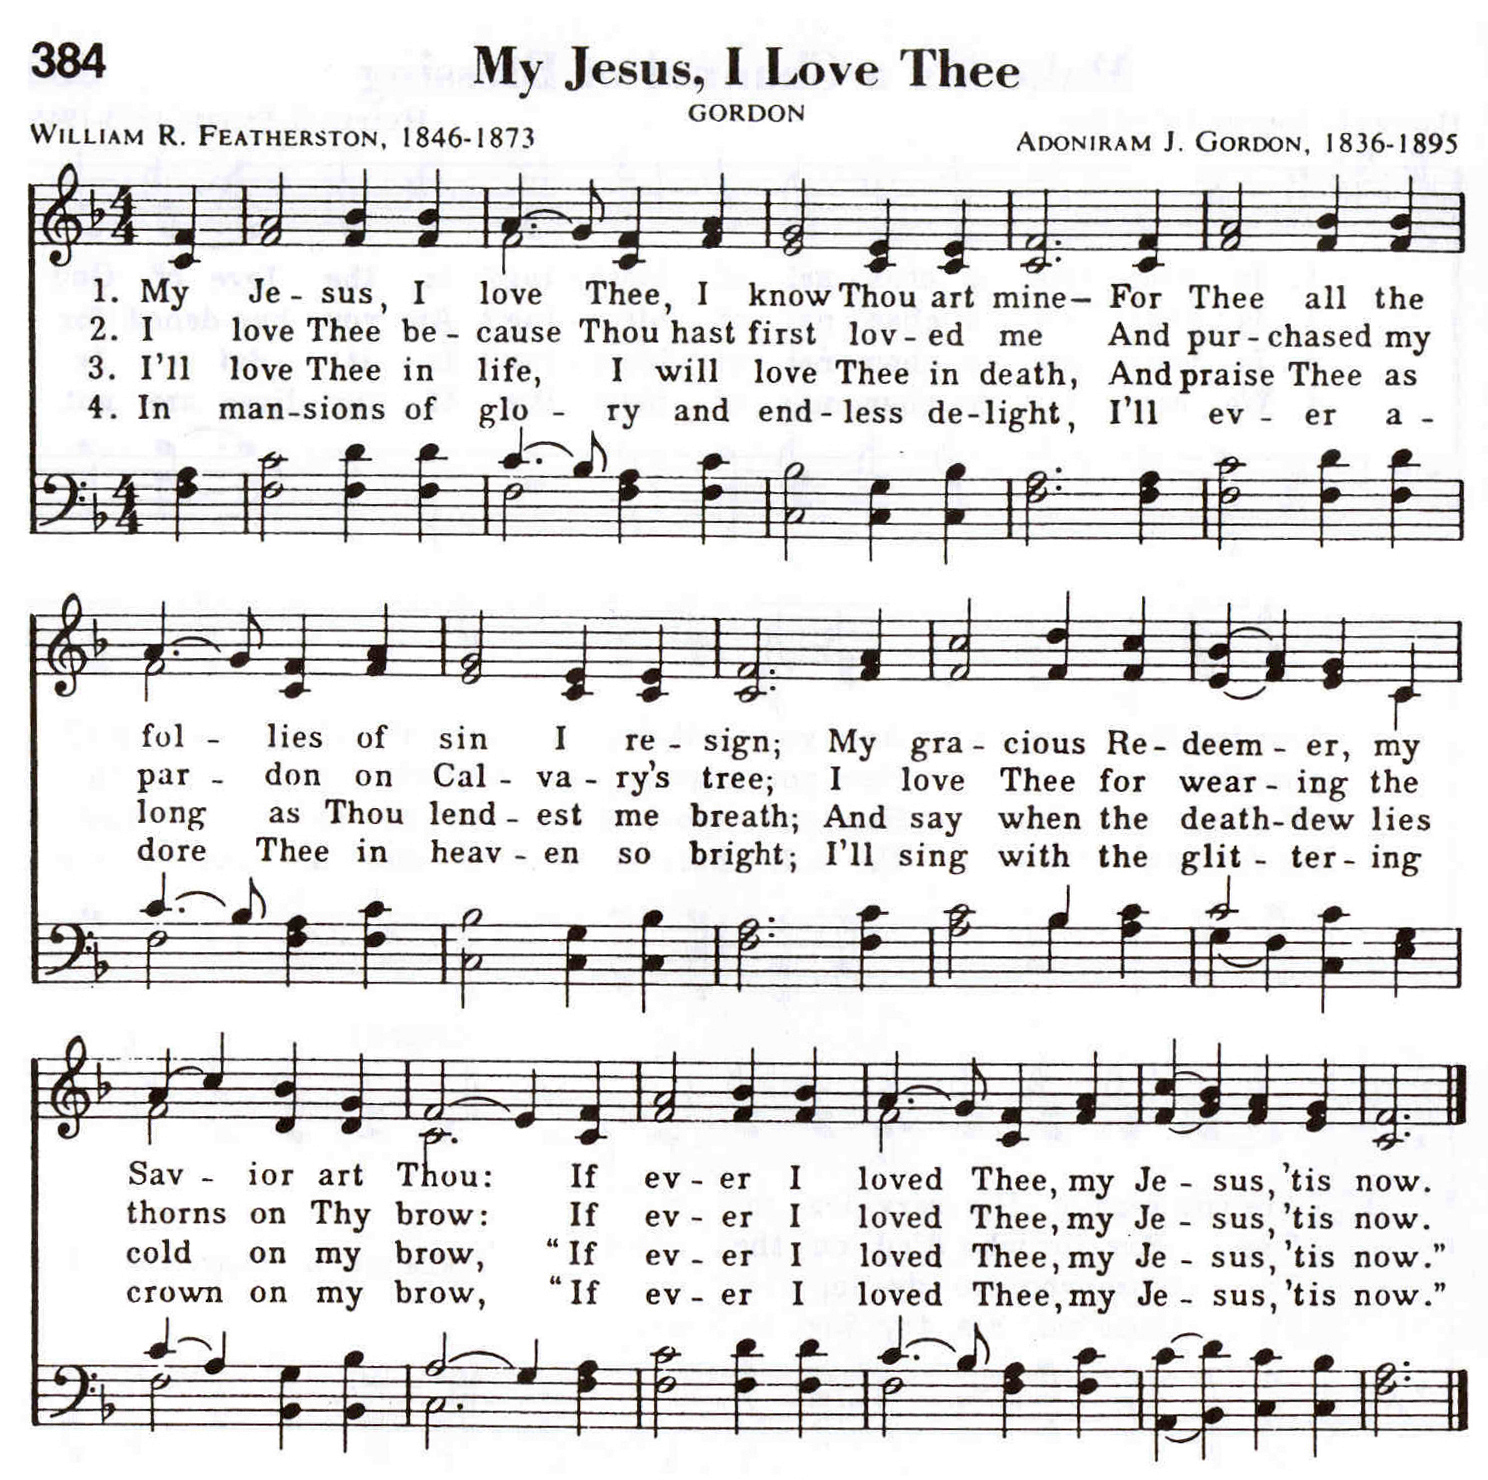 384
My Jesus, I Love Thee
GORDON
WILLIAM R. FEATHERSTON, 1846-1873
ADONIRAM J. GORDON, 1836-1895
1. My Je - sus, I love Thee, I know Thou art mine— For Thee all the
2. I love Thee be - cause Thou hast first lov - ed me And pur - chased my
3. I'll love Thee in life, I will love Thee in death, And praise Thee as
4. In man - sions of glo - ry and end - less de - light, I'll ev - er a -
fol - lies of sin I re - sign; My gra - cious Re - deem - er, my
par - don on Cal - va - ry's tree; I love Thee for wear - ing the
long as Thou lend - est me breath; And say when the death - dew lies
dore Thee in heav - en so bright; I'll sing with the glit - ter - ing
Sav - ior art Thou: If ev - er I loved Thee, my Je - sus, 'tis now.
thorns on Thy brow: If ev - er I loved Thee, my Je - sus, 'tis now.
cold on my brow, "If ev - er I loved Thee, my Je - sus, 'tis now."
crown on my brow, "If ev - er I loved Thee, my Je - sus, 'tis now."